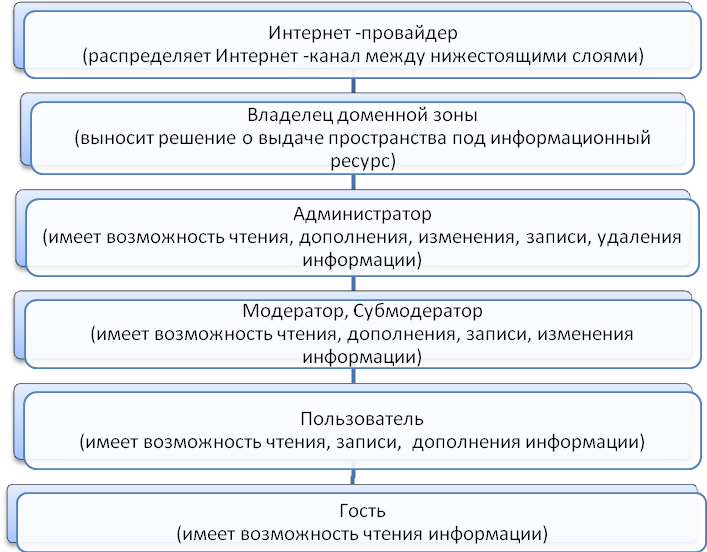 Интернет -провайдер
(распределяет Интернет -канал между нижестоящими слоями)
Владелец доменной зоны
(выносит решение о выдаче пространства под информационный
ресурс)
Администратор
(имеет возможность чтения, дополнения, изменения, записи, удаления
информации)
Модератор, Субмодератор
(имеет возможность чтения, дополнения, записи, изменения
информации)
Пользователь
(имеет возможность чтения, записи,  дополнения информации)
Гость
(имеет возможность чтения информации)